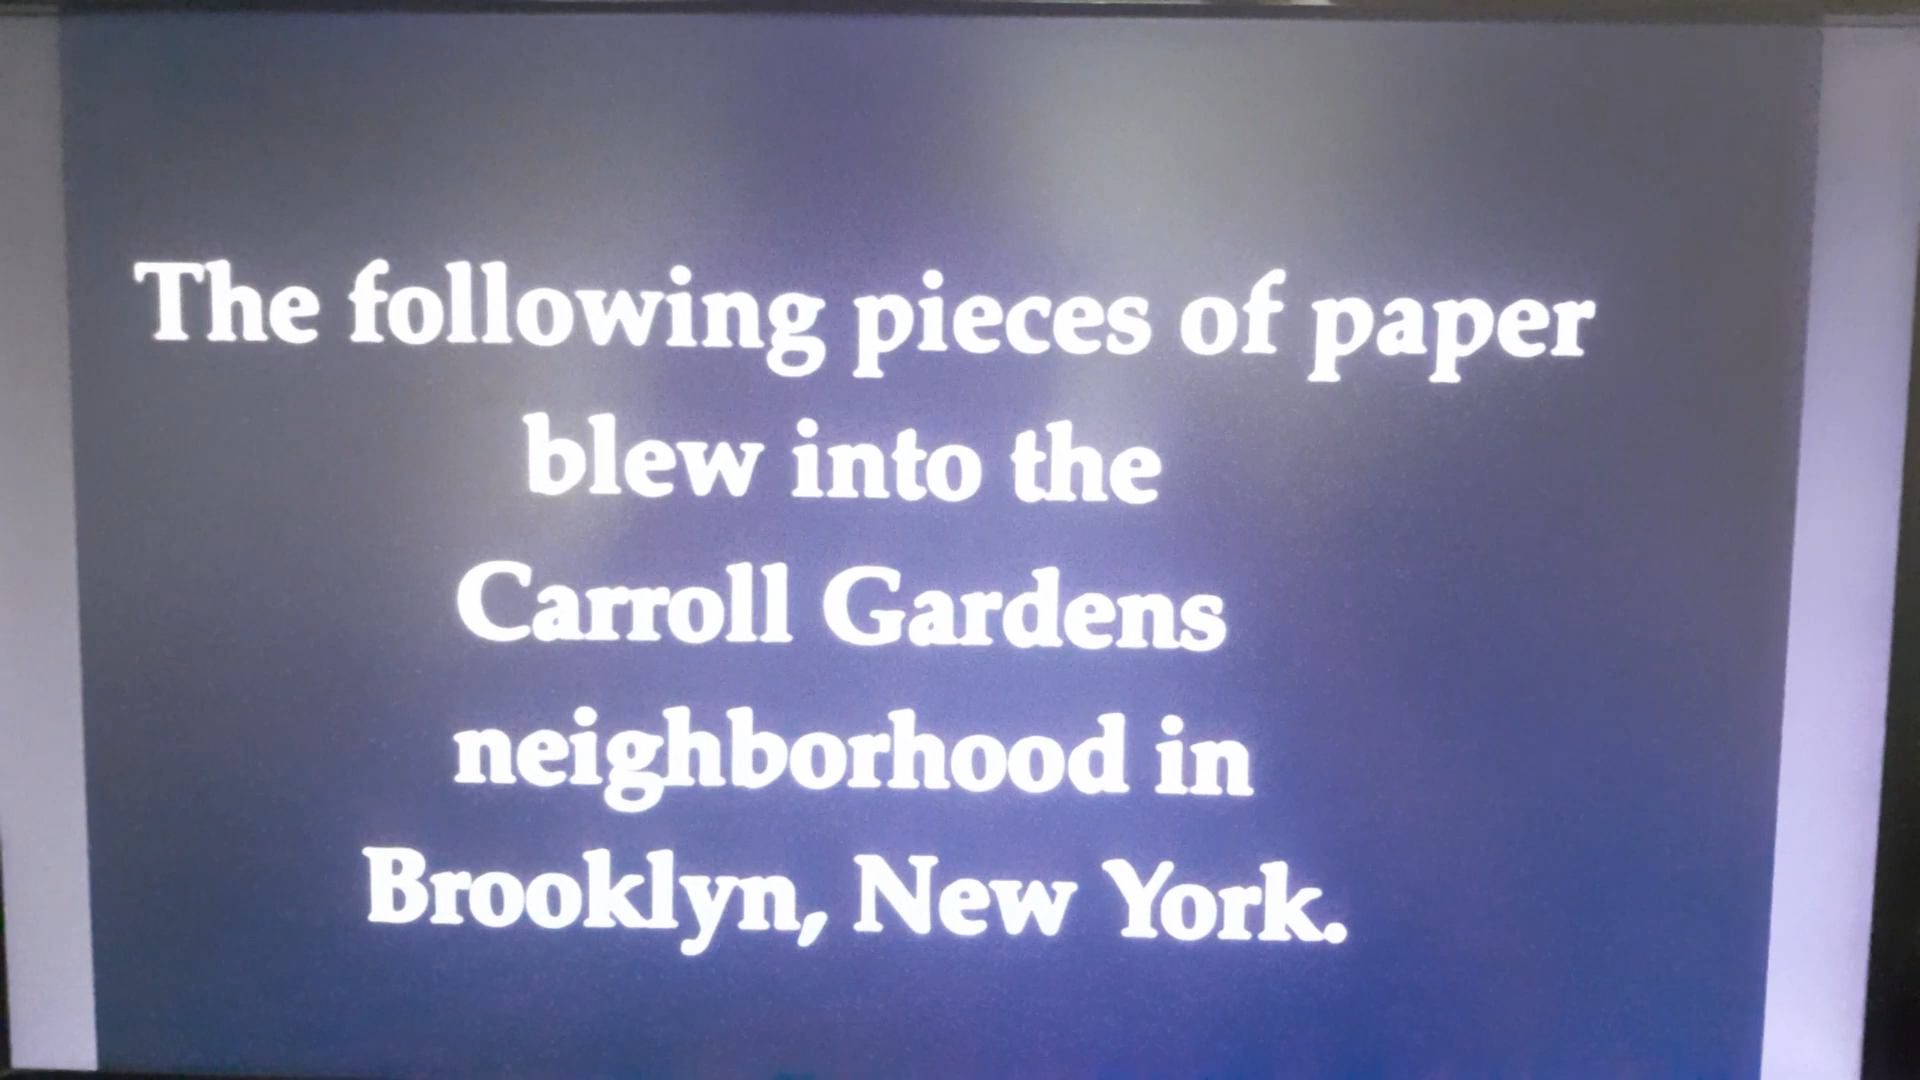 The following pieces of paper
blew into the
Carroll Gardens
neighborhood in
Brooklyn, New York.